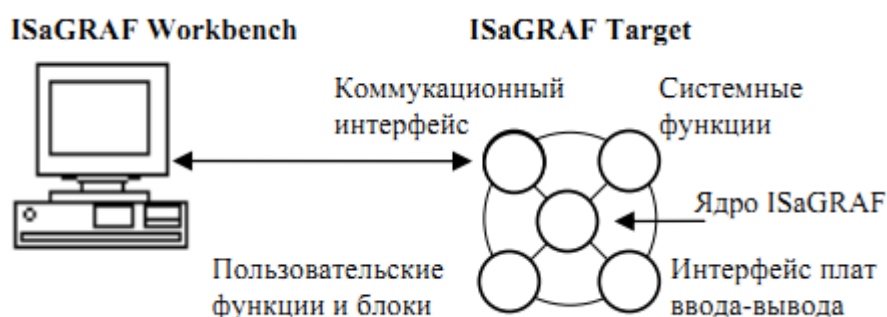 ISaGRAF Workbench
ISaGRAF Target
Коммукационный
интерфейс
Системные
функции
Ядро ISaGRAF
Пользовательские
функции и блоки
Интерфейс плат
ввода-вывода